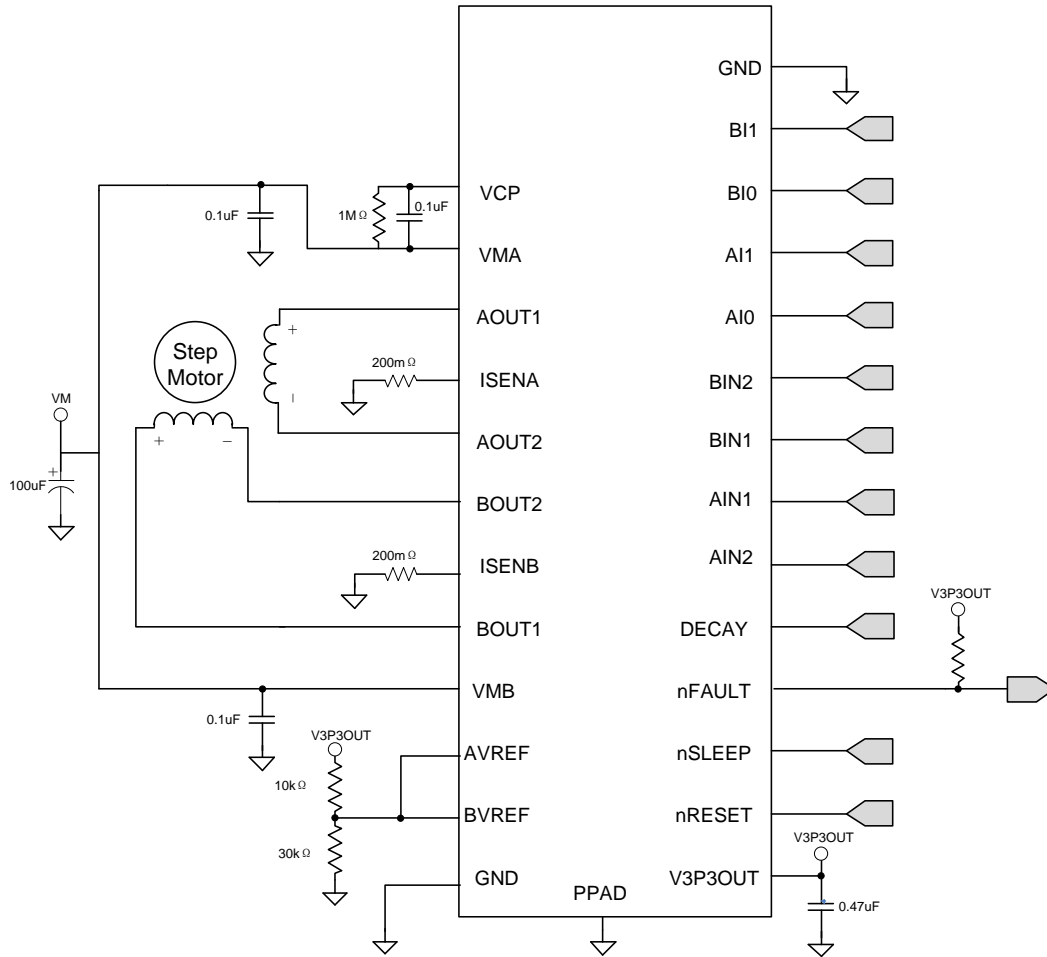 GND
BI1
BI0
AI1
AI0
BIN2
BIN1
AIN1
AIN2
DECAY
nFAULT
nSLEEP
nRESET
V3P3OUT
VCP
VMA
AOUT1
ISENA
AOUT2
BOUT2
ISENB
BOUT1
VMB
AVREF
BVREF
GND
PPAD
0.1uF
1MΩ
0.1uF
Step
Motor
+
−
+
−
200mΩ
200mΩ
VM
+
100uF
0.1uF
V3P3OUT
10kΩ
30kΩ
V3P3OUT
V3P3OUT
0.47uF